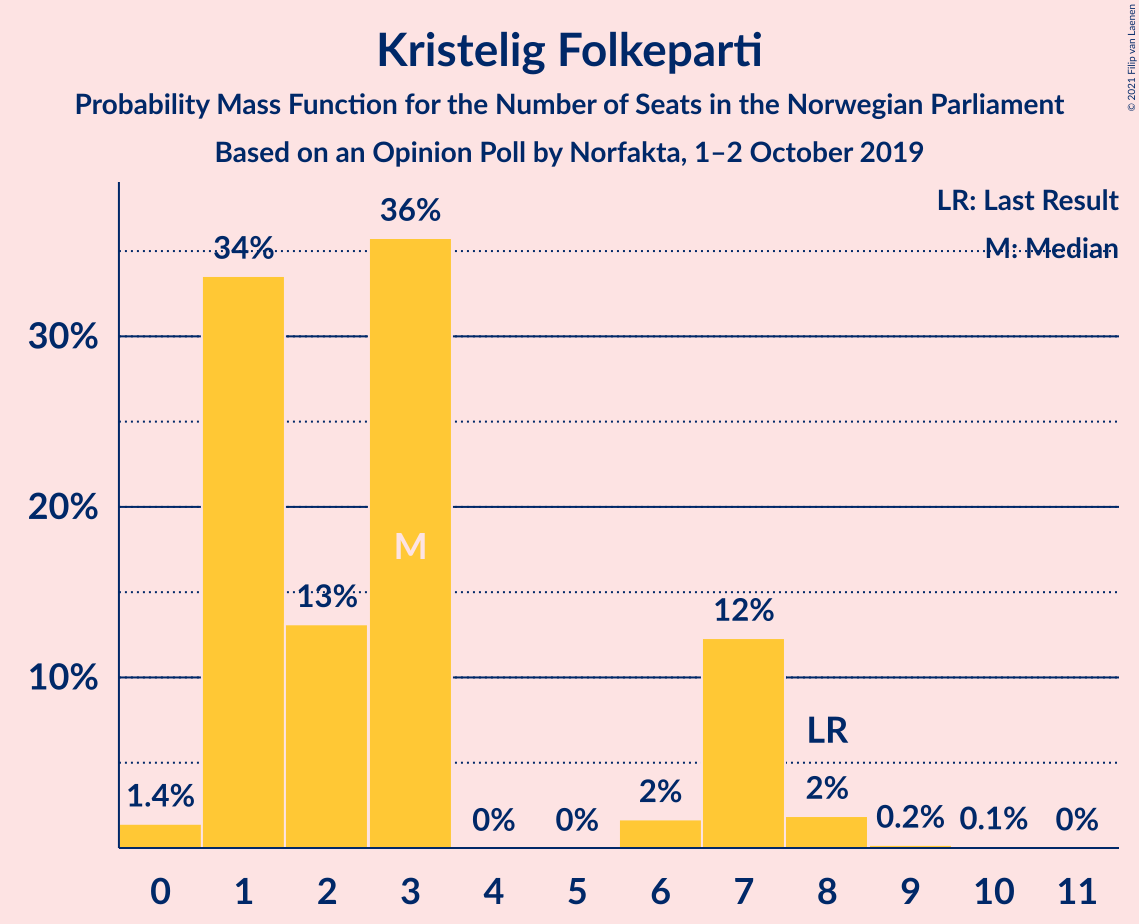 Kristelig Folkeparti
Probability Mass Function for the Number of Seats in the Norwegian Parliament
Based on an Opinion Poll by Norfakta, 1–2 October 2019
© 2021 Filip van Laenen
LR: Last Result
M: Median
30%
20%
10%
1.4%
34%
13%
36%
M
0%
0%
2%
12%
LR
2%
0.2%
0.1%
0%
0 1 2 3 4 5 6 7 8 9 10 11